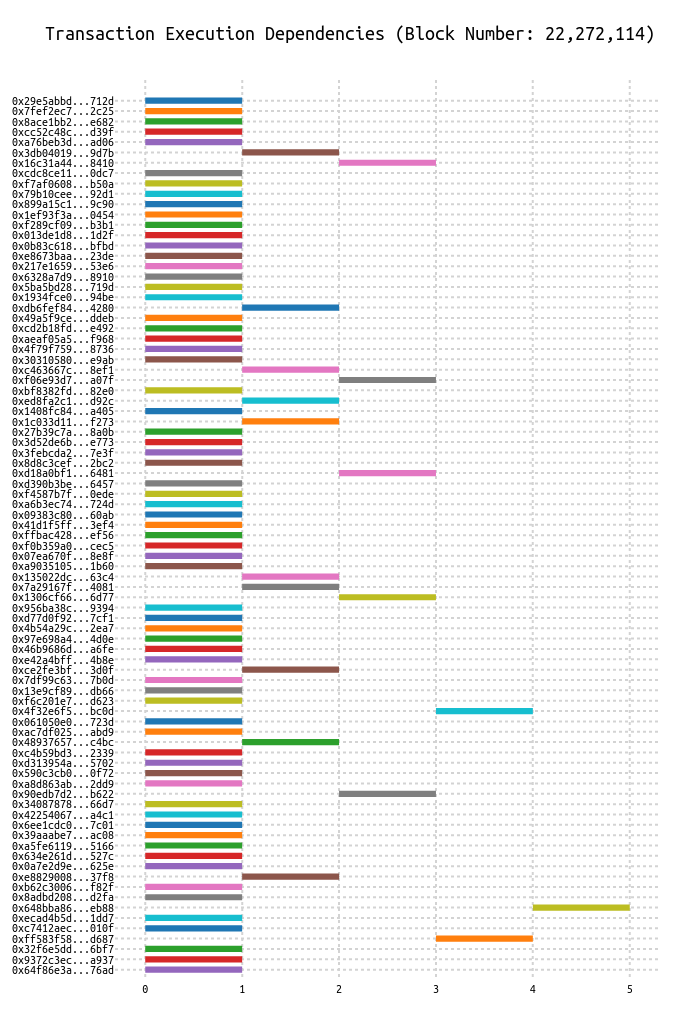 Transaction Execution Dependencies (Block Number: 22,272,114)
0x29e5abbd...712d
0x7fef2ec7...2c25
0x8ace1bb2...e682
0xcc52c48c...d39f
0xa76beb3d...ad06
0x3db04019...9d7b
0x16c31a44...8410
0xcdc8ce11...0dc7
0xf7af0608...b50a
0x79b10cee...92d1
0x899a15c1...9c90
0x1ef93f3a...0454
0xf289cf09...b3b1
0x013de1d8...1d2f
0x0b83c618...bfbd
0xe8673baa...23de
0x217e1659...53e6
0x6328a7d9...8910
0x5ba5bd28...719d
0x1934fce0...94be
0xdb6fef84...4280
0x49a5f9ce...ddeb
0xcd2b18fd...e492
0xaeaf05a5...f968
0x4f79f759...8736
0x30310580...e9ab
0xc463667c...8ef1
0xf06e93d7...a07f
0xbf8382fd...82e0
0xed8fa2c1...d92c
0x1408fc84...a405
0x1c033d11...f273
0x27b39c7a...8a0b
0x3d52de6b...e773
0x3febcda2...7e3f
0x8d8c3cef...2bc2
0xd18a0bf1...6481
0xd390b3be...6457
0xf4587b7f...0ede
0xa6b3ec74...724d
0x09383c80...60ab
0x41d1f5ff...3ef4
0xffbac428...ef56
0xf0b359a0...cec5
0x07ea670f...8e8f
0xa9035105...1b60
0x135022dc...63c4
0x7a29167f...4081
0x1306cf66...6d77
0x956ba38c...9394
0xd77d0f92...7cf1
0x4b54a29c...2ea7
0x97e698a4...4d0e
0x46b9686d...a6fe
0xe42a4bff...4b8e
0xce2fe3bf...3d0f
0x7df99c63...7b0d
0x13e9cf89...db66
0xf6c201e7...d623
0x4f32e6f5...bc0d
0x061050e0...723d
0xac7df025...abd9
0x48937657...c4bc
0xc4b59bd3...2339
0xd313954a...5702
0x590c3cb0...0f72
0xa8d863ab...2dd9
0x90edb7d2...b622
0x34087878...66d7
0x42254067...a4c1
0x6ee1cdc0...7c01
0x39aaabe7...ac08
0xa5fe6119...5166
0x634e261d...527c
0x0a7e2d9e...625e
0xe8829008...37f8
0xb62c3006...f82f
0x8adbd208...d2fa
0x648bba86...eb88
0xecad4b5d...1dd7
0xc7412aec...010f
0xff583f58...d687
0x32f6e5dd...6bf7
0x9372c3ec...a937
0x64f86e3a...76ad
0 1 2 3 4 5